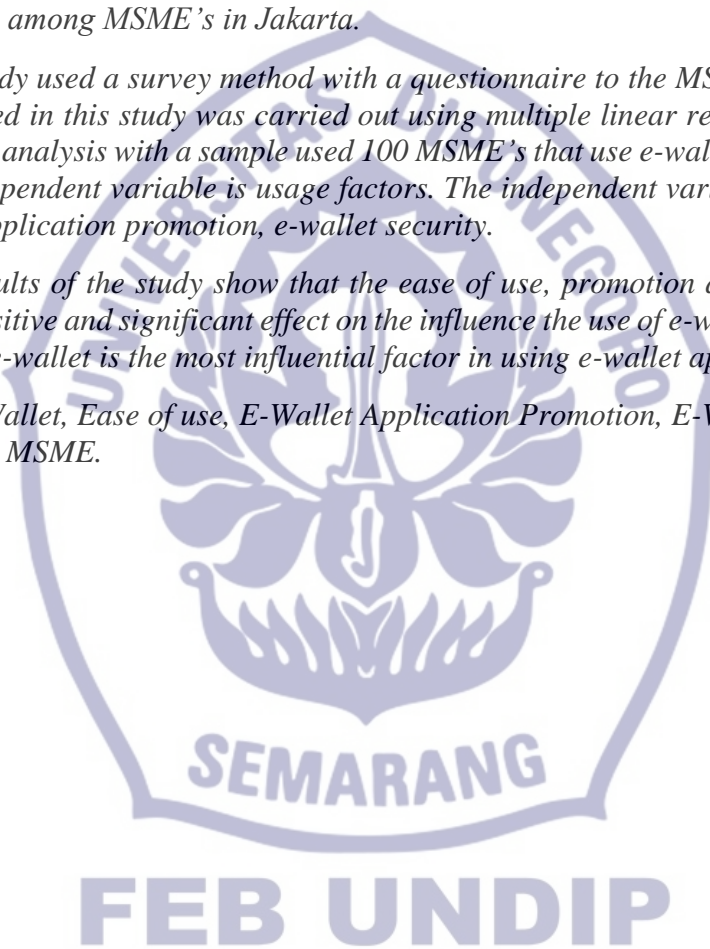 among MSME's in Jakarta.
dy used a survey method with a questionnaire to the MS
ed in this study was carried out using multiple linear re
analysis with a sample used 100 MSME's that use e-wal
pendent variable is usage factors. The independent vari
pplication promotion, e-wallet security.
ults of the study show that the ease of use, promotion a
sitive and significant effect on the influence the use of e-w
e-wallet is the most influential factor in using e-wallet ap
Vallet, Ease of use, E-Wallet Application Promotion, E-W
MSME.
UNIVERSITAS DIPONEGORO
SEMARANG
FEB UNDIP